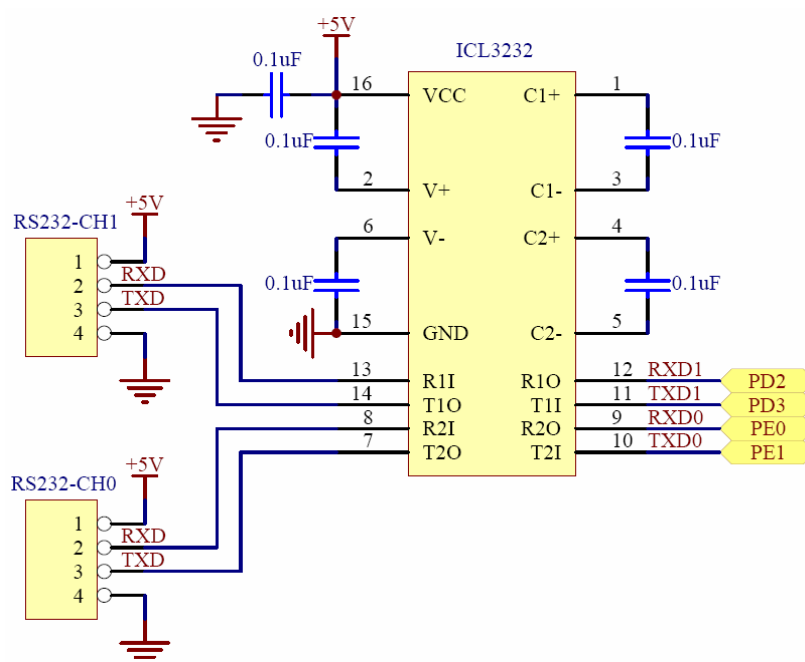 +5V
ICL3232
0.1uF
16 VCC C1+ 1
0.1uF 0.1uF
2 V+ C1- 3
+5V
6 V- C2+ 4
RS232-CH1
1
2 RXD
0.1uF 0.1uF
3 TXD
15 GND C2- 5
4
13 R1I R1O 12 RXD1 PD2
14 T1O T1I 11 TXD1 PD3
8 R2I R2O 9 RXD0 PE0
7 T2O T2I 10 TXD0 PE1
+5V
RS232-CH0
1
2 RXD
3 TXD
4